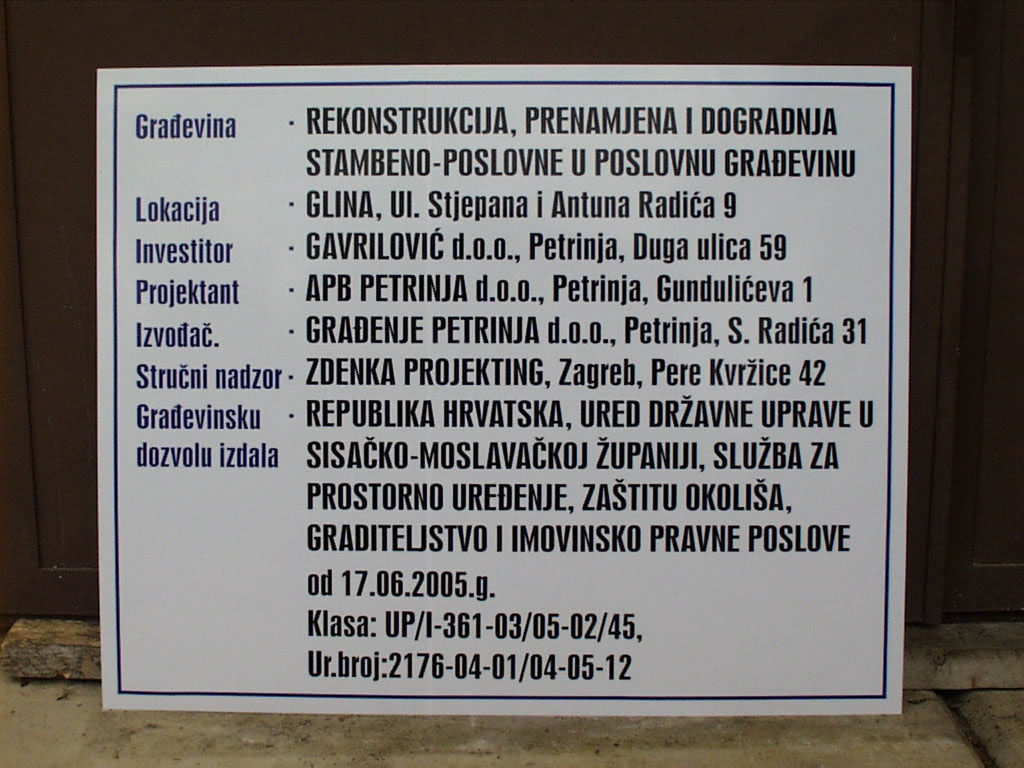 Građevina · REKONSTRUKCIJA, PRENAMJENA I DOGRADNJA
STAMBENO-POSLOVNE U POSLOVNU GRAĐEVINU
Lokacija · GLINA, Ul. Stjepana i Antuna Radića 9
Investitor · GAVRILOVIĆ d.o.o., Petrinja, Duga ulica 59
Projektant · APB PETRINJA d.o.o., Petrinja, Gundulićeva 1
Izvođač. · GRAĐENJE PETRINJA d.o.o., Petrinja, S. Radića 31
Stručni nadzor · ZDENKA PROJEKTING, Zagreb, Pere Kvržice 42
Građevinsku · REPUBLIKA HRVATSKA, URED DRŽAVNE UPRAVE U
dozvolu izdala SISAČKO-MOSLAVAČKOJ ŽUPANIJI, SLUŽBA ZA
PROSTORNO UREĐENJE, ZAŠTITU OKOLIŠA,
GRADITELJSTVO I IMOVINSKO PRAVNE POSLOVE
od 17.06.2005.g.
Klasa: UP/I-361-03/05-02/45,
Ur.broj:2176-04-01/04-05-12